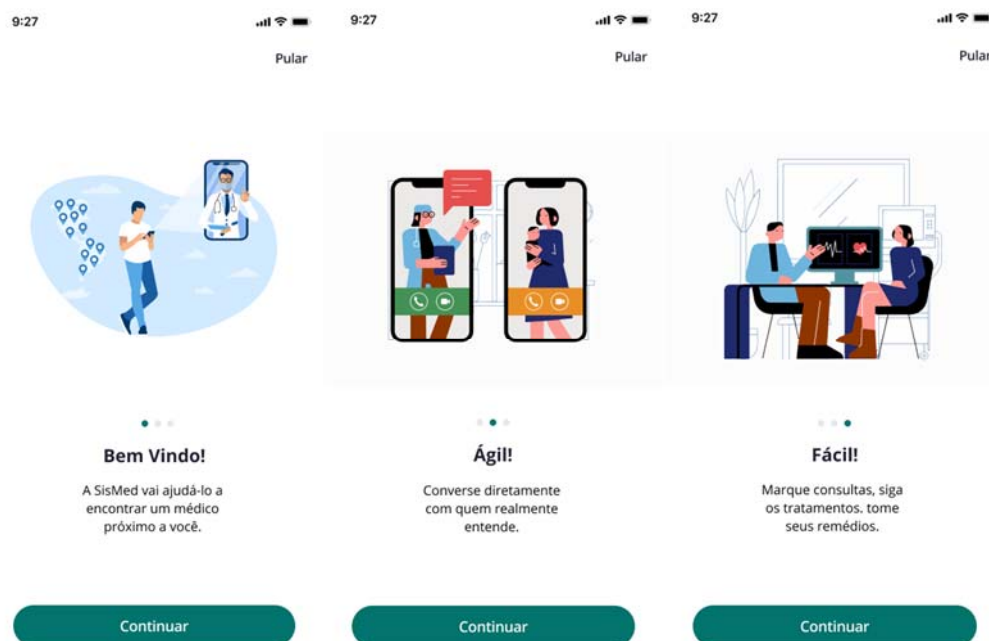 9:27
Pular
Bem Vindo!
A SisMed vai ajudá-lo a
encontrar um médico
próximo a você.
Continuar
9:27
Pular
Ágil!
Converse diretamente
com quem realmente
entende.
Continuar
9:27
Pular
Fácil!
Marque consultas, siga
os tratamentos. tome
seus remédios.
Continuar